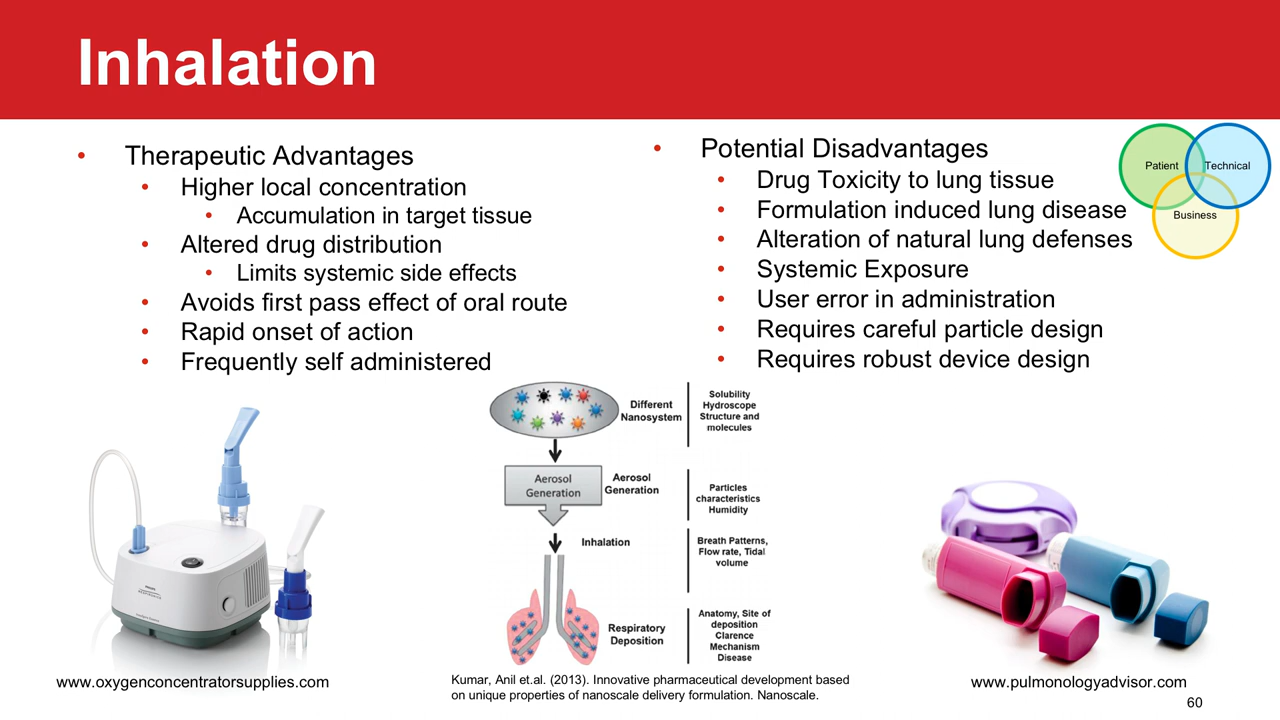 Inhalation
• Therapeutic Advantages
• Higher local concentration
• Accumulation in target tissue
• Altered drug distribution
• Limits systemic side effects
• Avoids first pass effect of oral route
• Rapid onset of action
• Frequently self administered
• Potential Disadvantages
• Drug Toxicity to lung tissue
• Formulation induced lung disease
• Alteration of natural lung defenses
• Systemic Exposure
• User error in administration
• Requires careful particle design
• Requires robust device design
Patient
Technical
Business
Different
Nanosystem
Solubility
Hydroscope
Structure and
molecules
Aerosol
Generation
Aerosol
Generation
Particles
characteristics
Humidity
Inhalation
Breath Patterns,
Flow rate, Tidal
volume
Respiratory
Deposition
Anatomy, Site of
deposition
Clarence
Mechanism
Disease
www.oxygenconcentratorsupplies.com
Kumar, Anil et.al. (2013). Innovative pharmaceutical development based
on unique properties of nanoscale delivery formulation. Nanoscale.
www.pulmonologyadvisor.com
60